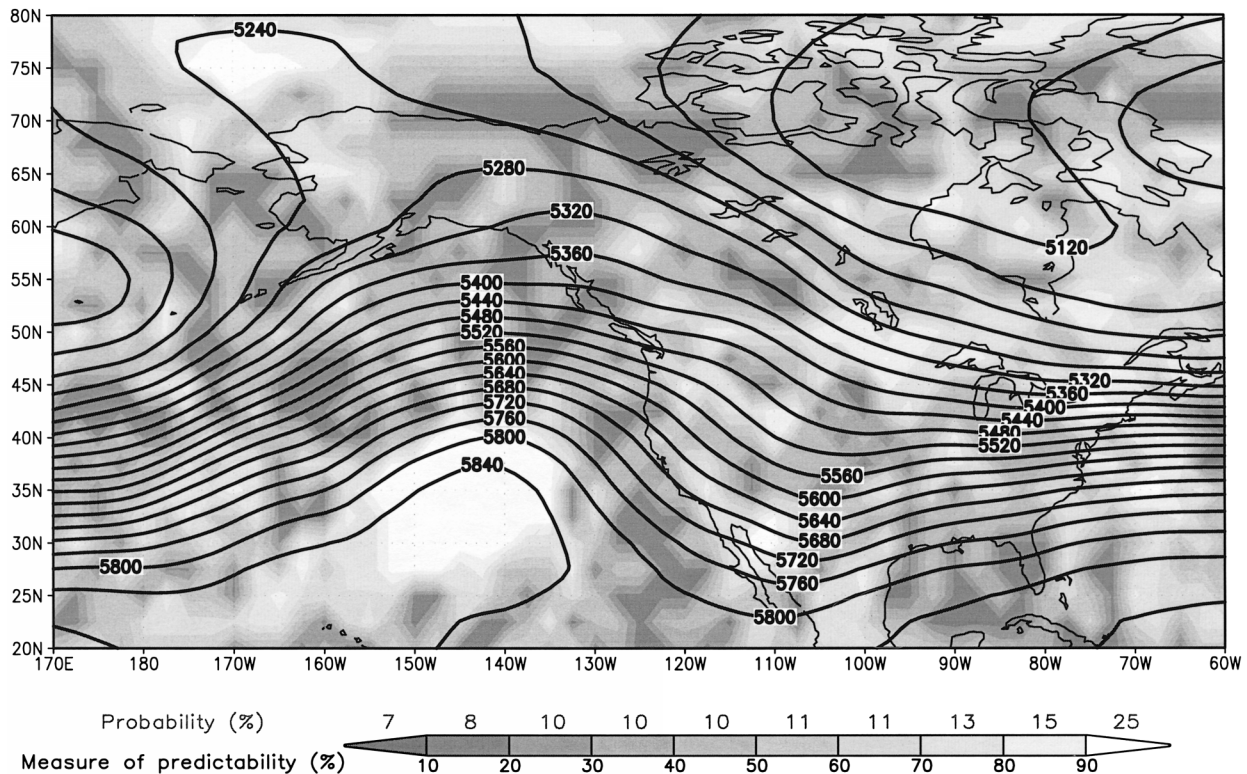 80N
5240
75N
70N
65N
5280
5320
60N
5120
5360
55N
5400
5440
5480
50N
5520
5560
5600
5640
45N
5320
5680
5360
5720
5400
5760
5440
5480
40N
5800
5520
5840
5560
35N
5600
5640
5680
30N
5720
5800
5760
25N
5800
20N
170E 180 170W 160W 150W 140W 130W 120W 110W 100W 90W 80W 70W 60W
Probability (%) 7 8 10 10 10 11 11 13 15 25
Measure of predictability (%) 10 20 30 40 50 60 70 80 90